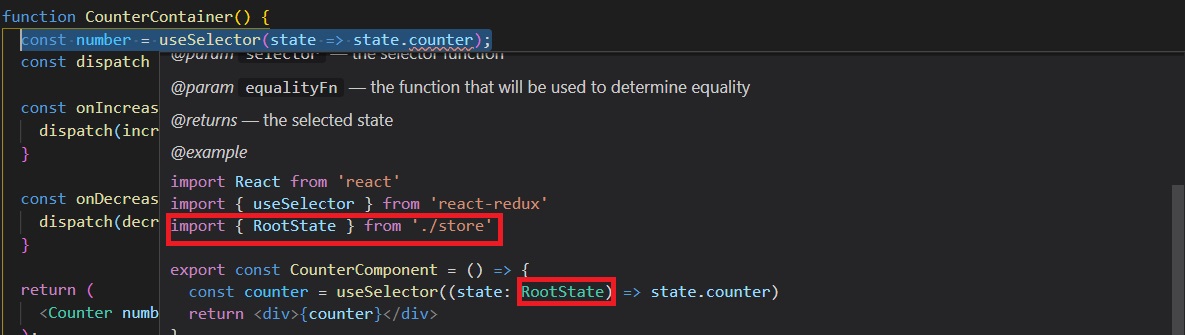 function CounterContainer() {
const number = useSelector(state => state.counter);
const dispatch
@param selector — the selector function
@param equalityFn — the function that will be used to determine equality
const onIncreas
@returns — the selected state
dispatch(incr
}
@example
import React from 'react'
const onDecreas
import { useSelector } from 'react-redux'
dispatch(decr
import { RootState } from './store'
}
export const CounterComponent = () => {
return (
const counter = useSelector((state: RootState) => state.counter)
<Counter numb
return <div>{counter}</div>
);
}